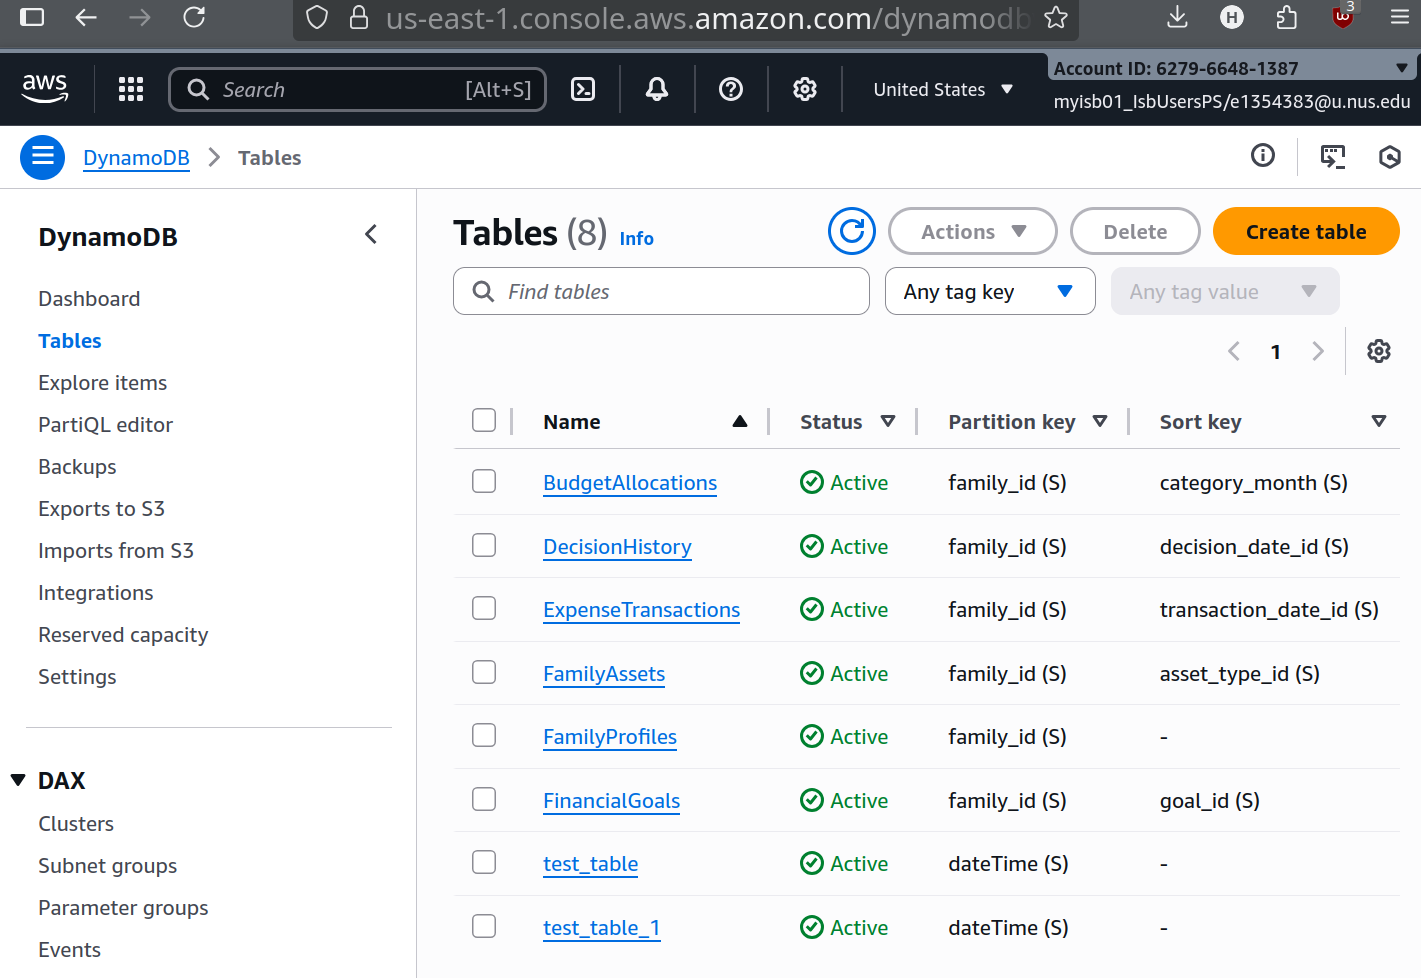 us-east-1.console.aws.amazon.com/dynamodb
H
3
aws
Search [Alt+S]
United States
Account ID: 6279-6648-1387
myisb01_IsbUsersPS/e1354383@u.nus.edu
DynamoDB > Tables
DynamoDB
Dashboard
Tables
Explore items
PartiQL editor
Backups
Exports to S3
Imports from S3
Integrations
Reserved capacity
Settings
DAX
Clusters
Subnet groups
Parameter groups
Events
Tables (8) Info
Actions
Delete
Create table
Find tables
Any tag key
Any tag value
1
Name Status Partition key Sort key
BudgetAllocations Active family_id (S) category_month (S)
DecisionHistory Active family_id (S) decision_date_id (S)
ExpenseTransactions Active family_id (S) transaction_date_id (S)
FamilyAssets Active family_id (S) asset_type_id (S)
FamilyProfiles Active family_id (S) -
FinancialGoals Active family_id (S) goal_id (S)
test_table Active dateTime (S) -
test_table_1 Active dateTime (S) -